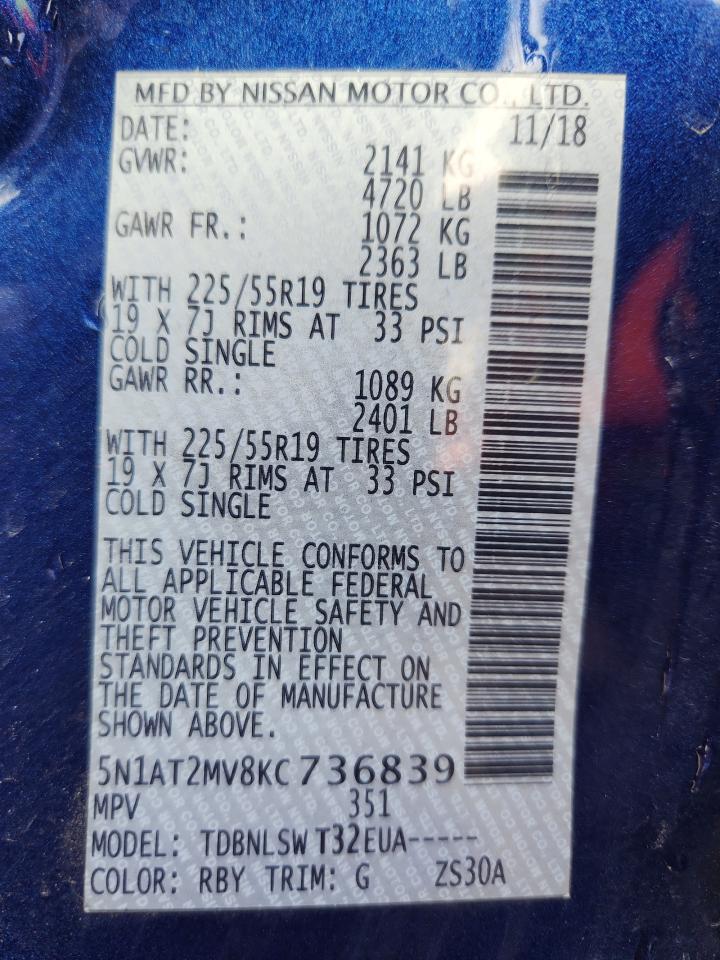 MFD BY NISSAN MOTOR CO., LTD.
DATE: 11/18
GVWR: 2141 KG
4720 LB
GAWR FR.: 1072 KG
2363 LB
WITH 225/55R19 TIRES
19 X 7J RIMS AT 33 PSI
COLD SINGLE
GAWR RR.: 1089 KG
2401 LB
WITH 225/55R19 TIRES
19 X 7J RIMS AT 33 PSI
COLD SINGLE
THIS VEHICLE CONFORMS TO
ALL APPLICABLE FEDERAL
MOTOR VEHICLE SAFETY AND
THEFT PREVENTION
STANDARDS IN EFFECT ON
THE DATE OF MANUFACTURE
SHOWN ABOVE.
5N1AT2MV8KC736839
MPV 351
MODEL: TDBNLSW T32EUA-----
COLOR: RBY TRIM: G ZS30A